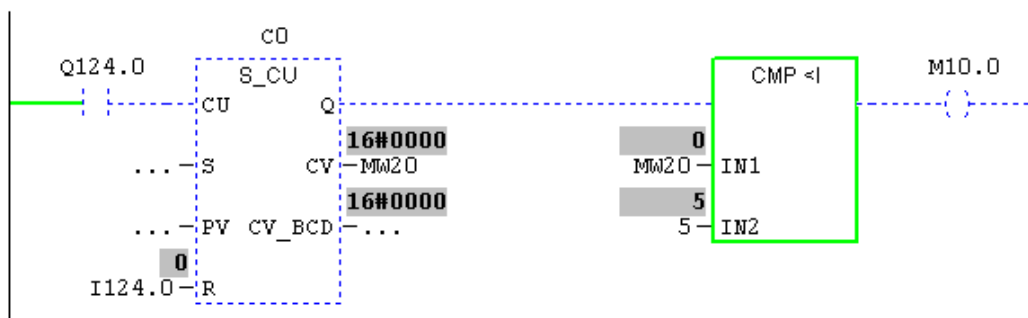 C0
Q124.0 S_CU CMP <I M10.0
CU Q
16#0000 0
... S CV MW20 MW20 IN1
16#0000 5
... PV CV_BCD ... 5 IN2
0
I124.0 R